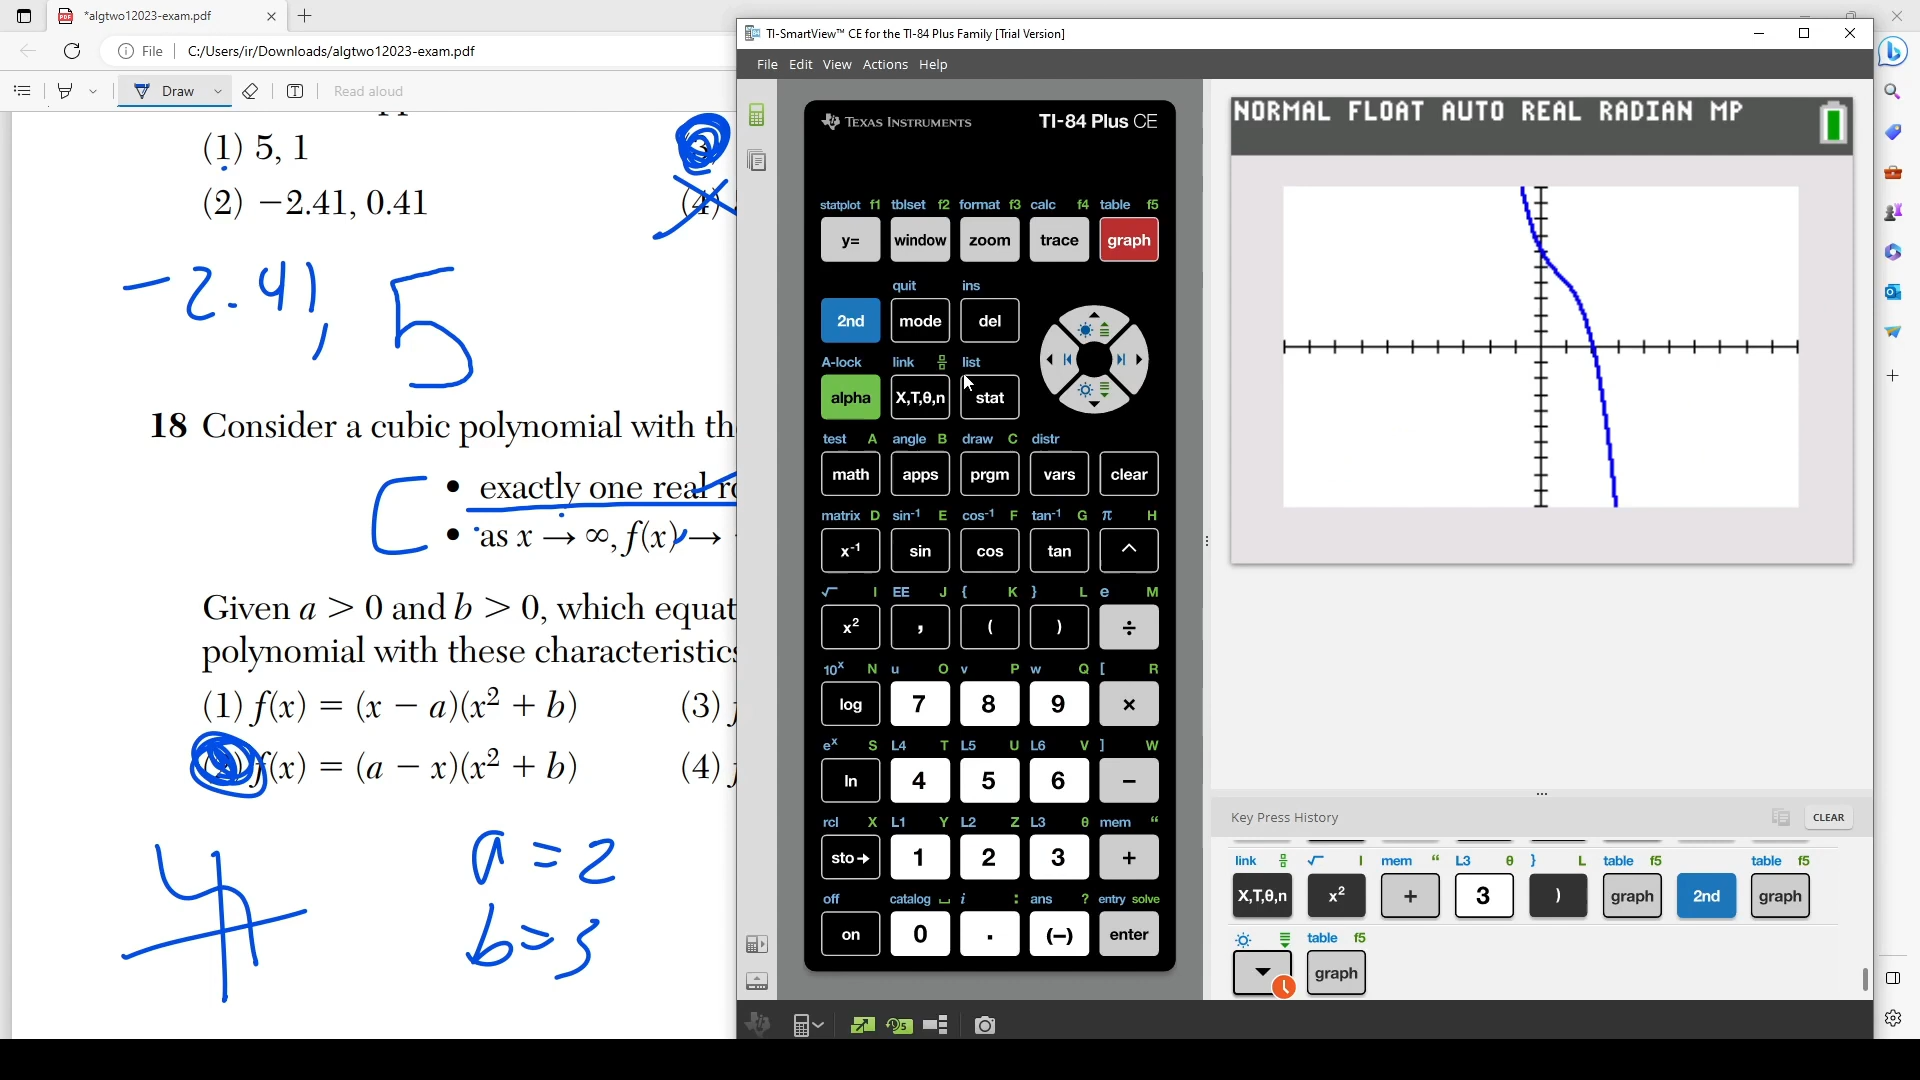 *algtwo12023-exam.pdf
File C:/Users/ir/Downloads/algtwo12023-exam.pdf
Draw Read aloud
(1) 5, 1
(2) −2.41, 0.41
(4)
-2.41, 5
18 Consider a cubic polynomial with th
• exactly one real ro
• as x → ∞, f(x) →
Given a > 0 and b > 0, which equat
polynomial with these characteristics
(1) f(x) = (x − a)(x² + b) (3) f
(2) f(x) = (a − x)(x² + b) (4) f
a = 2
b = 3
TI-SmartView™ CE for the TI-84 Plus Family [Trial Version]
File Edit View Actions Help
TEXAS INSTRUMENTS TI-84 Plus CE
statplot f1 tblset f2 format f3 calc f4 table f5
y= window zoom trace graph
quit ins
2nd mode del
A-lock link list
alpha X,T,θ,n stat
test A angle B draw C distr
math apps prgm vars clear
matrix D sin⁻¹ E cos⁻¹ F tan⁻¹ G π H
x⁻¹ sin cos tan ^
√ I EE J { K } L e M
x² , ( ) ÷
10ˣ N u O v P w Q [ R
log 7 8 9 ×
eˣ S L4 T L5 U L6 V ] W
ln 4 5 6 −
rcl X L1 Y L2 Z L3 θ mem “
sto→ 1 2 3 +
off catalog ⎵ i : ans ? entry solve
on 0 . (−) enter
NORMAL FLOAT AUTO REAL RADIAN MP
Key Press History CLEAR
link √ I mem “ L3 θ } L table f5 table f5
X,T,θ,n x² + 3 ) graph 2nd graph
table f5
graph